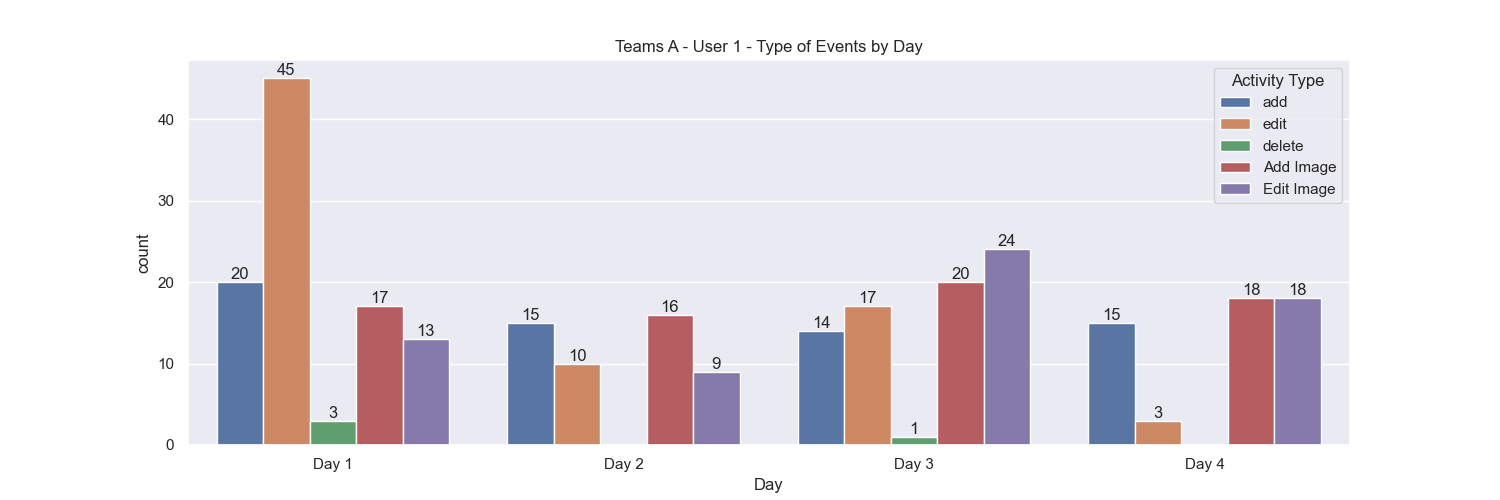 Teams A - User 1 - Type of Events by Day
Activity Type
add
edit
delete
Add Image
Edit Image
count
40
30
20
10
0
20
45
3
17
13
15
10
16
9
14
17
1
20
24
15
3
18
18
Day 1
Day 2
Day 3
Day 4
Day